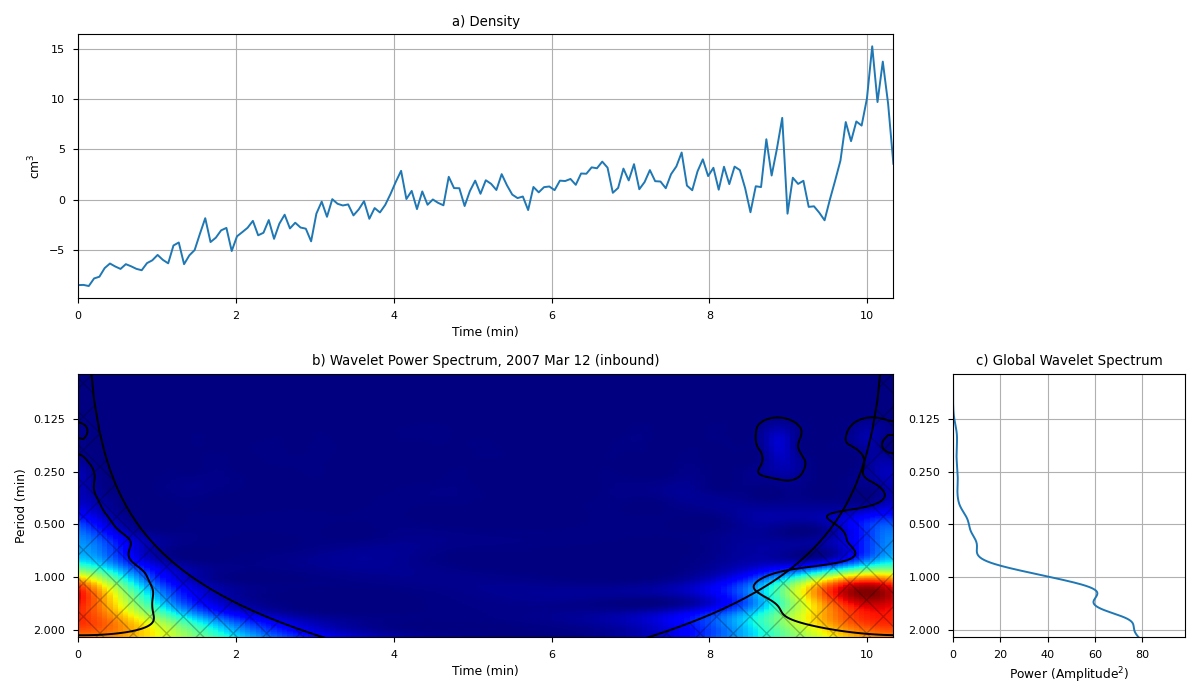 a) Density
15
10
5
0
−5
cm³
0 2 4 6 8 10
Time (min)
b) Wavelet Power Spectrum, 2007 Mar 12 (inbound)
0.125
0.250
0.500
1.000
2.000
Period (min)
0 2 4 6 8 10
Time (min)
c) Global Wavelet Spectrum
0.125
0.250
0.500
1.000
2.000
0 20 40 60 80
Power (Amplitude²)